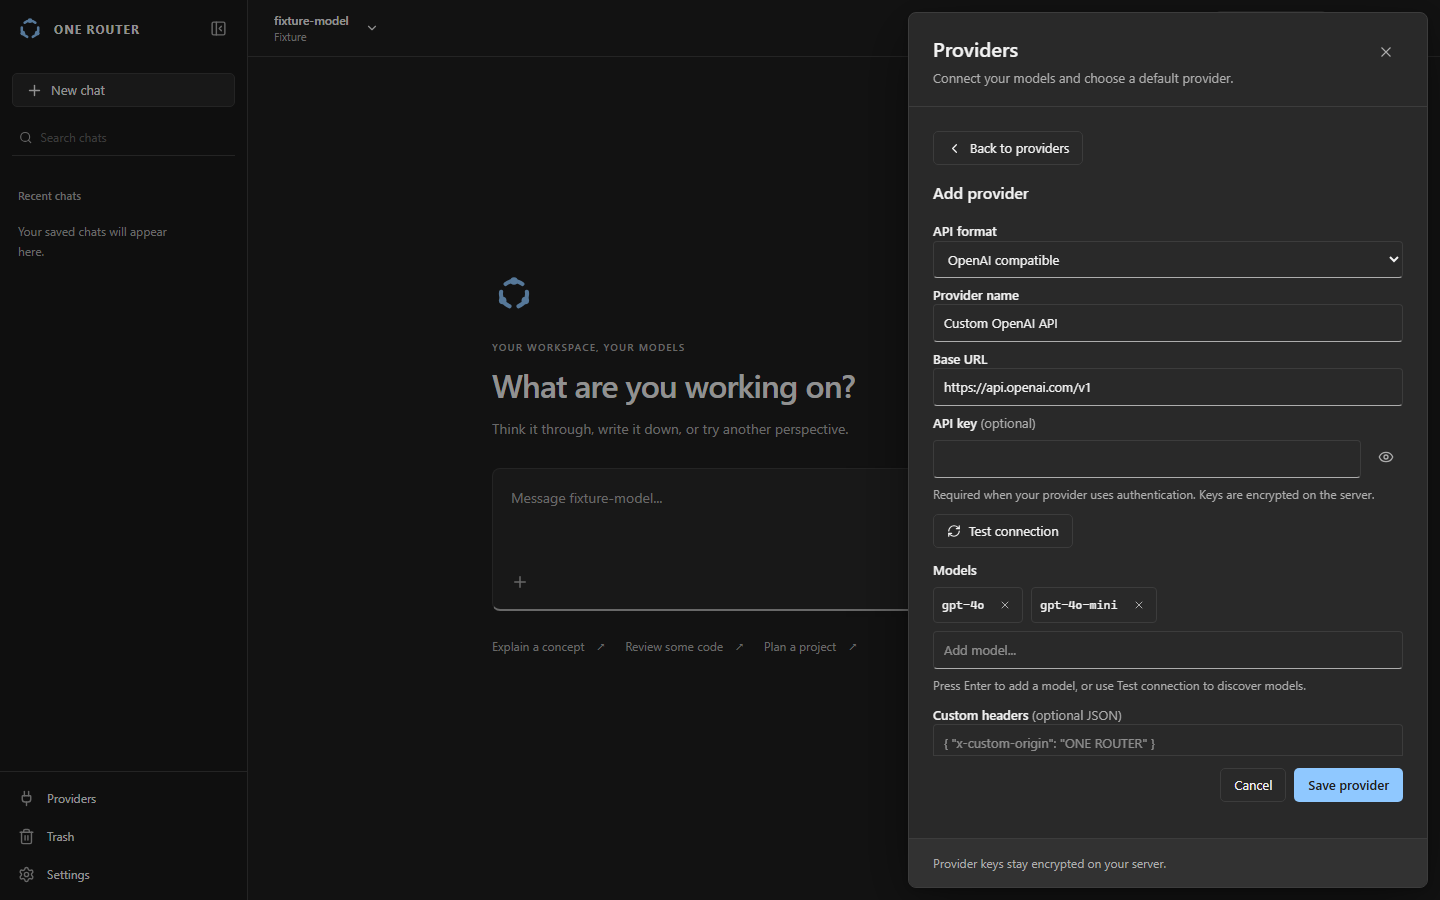 ONE ROUTER
New chat
Search chats
Recent chats
Your saved chats will appear
here.
Providers
Trash
Settings
fixture-model
Fixture
YOUR WORKSPACE, YOUR MODELS
What are you working on?
Think it through, write it down, or try another perspective.
Message fixture-model...
Explain a concept
Review some code
Plan a project
Providers
Connect your models and choose a default provider.
Back to providers
Add provider
API format
OpenAI compatible
Provider name
Custom OpenAI API
Base URL
https://api.openai.com/v1
API key (optional)
Required when your provider uses authentication. Keys are encrypted on the server.
Test connection
Models
gpt-4o
gpt-4o-mini
Add model...
Press Enter to add a model, or use Test connection to discover models.
Custom headers (optional JSON)
{ "x-custom-origin": "ONE ROUTER" }
Cancel
Save provider
Provider keys stay encrypted on your server.